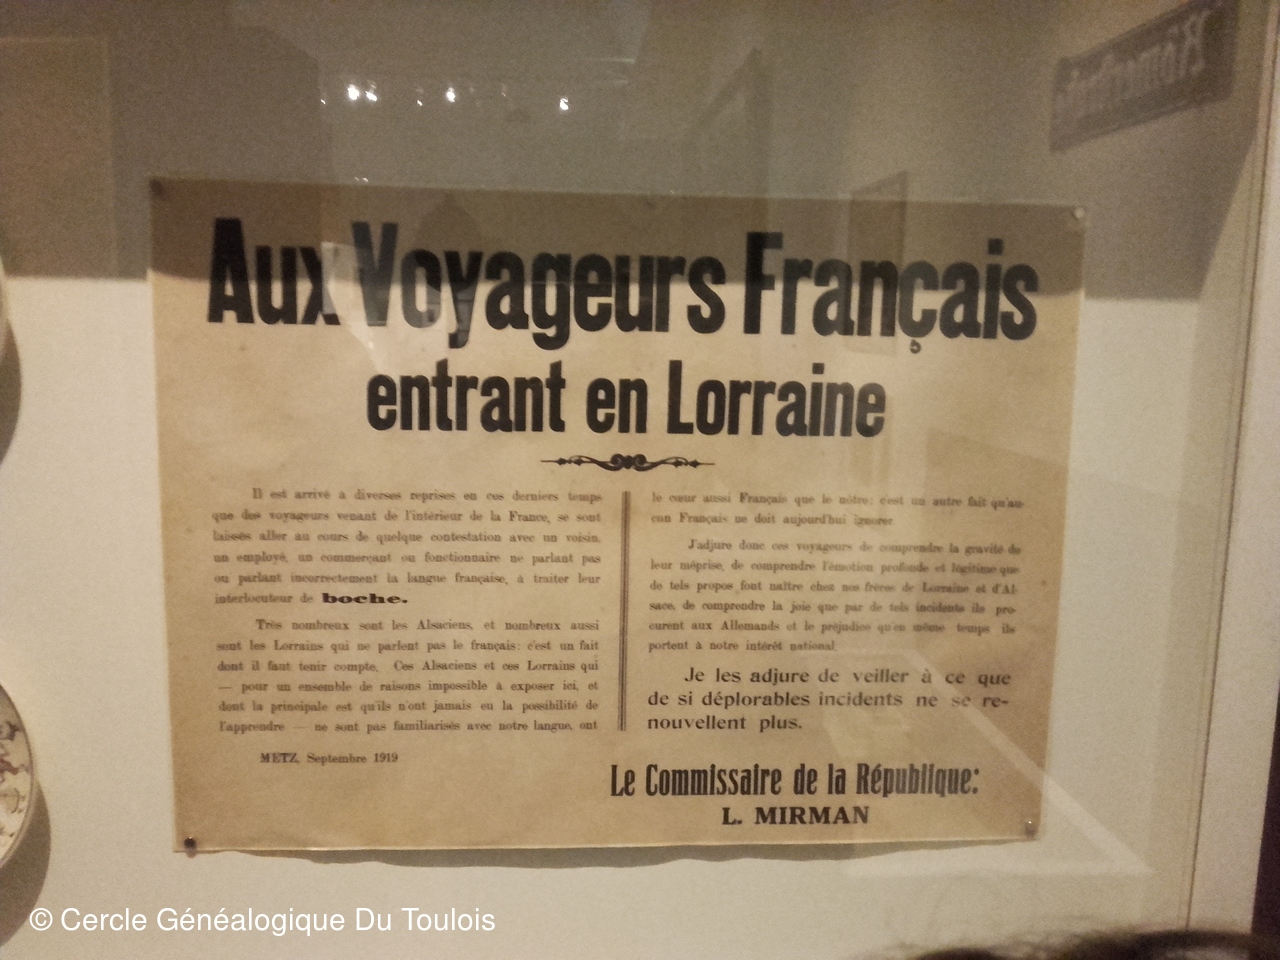 Aux Voyageurs Français
entrant en Lorraine
Il est arrivé à diverses reprises en ces derniers temps
que des voyageurs venant de l'intérieur de la France, se sont
laissés aller au cours de quelque contestation avec un voisin,
un employé, un commerçant ou fonctionnaire ne parlant pas
ou parlant incorrectement la langue française, à traiter leur
interlocuteur de boche.
Très nombreux sont les Alsaciens, et nombreux aussi
sont les Lorrains qui ne parlent pas le français: c'est un fait
dont il faut tenir compte. Ces Alsaciens et ces Lorrains qui
— pour un ensemble de raisons impossible à exposer ici, et
dont la principale est qu'ils n'ont jamais eu la possibilité de
l'apprendre — ne sont pas familiarisés avec notre langue, ont
le cœur aussi Français que le nôtre: c'est un autre fait qu'au-
cun Français ne doit aujourd'hui ignorer.
J'adjure donc ces voyageurs de comprendre la gravité de
leur méprise, de comprendre l'émotion profonde et légitime que
de tels propos font naître chez nos frères de Lorraine et d'Al-
sace, de comprendre la joie que par de tels incidents ils pro-
curent aux Allemands et le préjudice qu'en même temps ils
portent à notre intérêt national.
Je les adjure de veiller à ce que
de si déplorables incidents ne se re-
nouvellent plus.
METZ, Septembre 1919
Le Commissaire de la République:
L. MIRMAN
© Cercle Généalogique Du Toulois